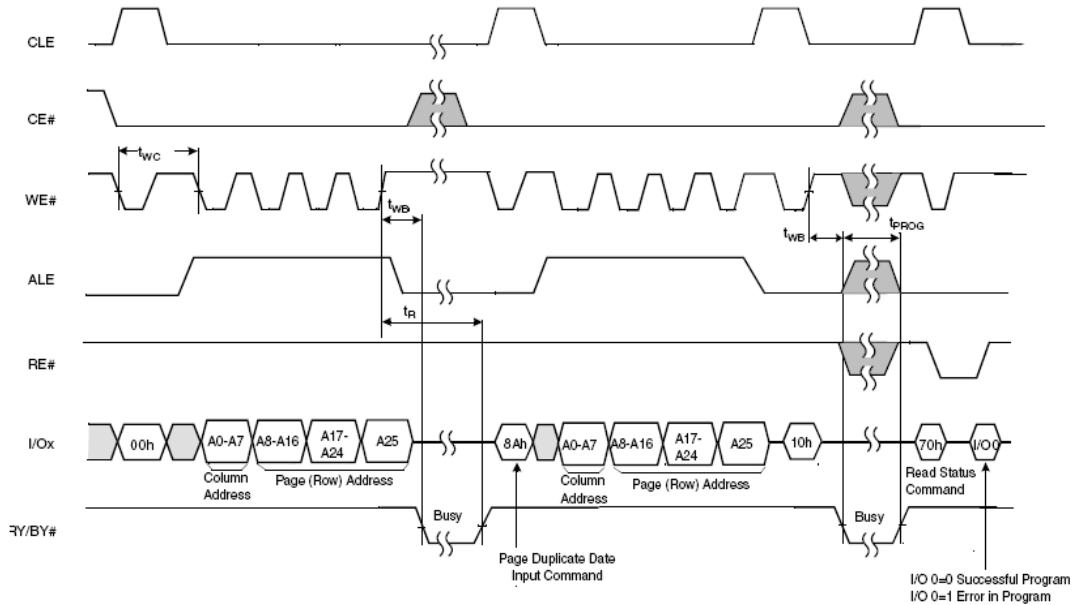 CLE
CE#
tWC
WE#
tWB
tWB
tPROG
ALE
tR
RE#
I/Ox
00h
A0-A7
A8-A16
A17-
A24
A25
8Ah
A0-A7
A8-A16
A17-
A24
A25
10h
70h
I/O0
Column
Address
Page (Row) Address
Column
Address
Page (Row) Address
Read Status
Command
RY/BY#
Busy
Busy
Page Duplicate Date
Input Command
I/O 0=0 Successful Program
I/O 0=1 Error in Program